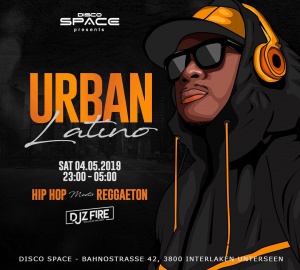 DISCO
SPACE
presents
URBAN
Latino
SAT 04.05.2019
23:00 - 05:00
HIP HOP Meets REGGAETON
DJZ FIRE
DISCO SPACE - BAHNOSTRASSE 42, 3800 INTERLAKEN UNTERSEEN